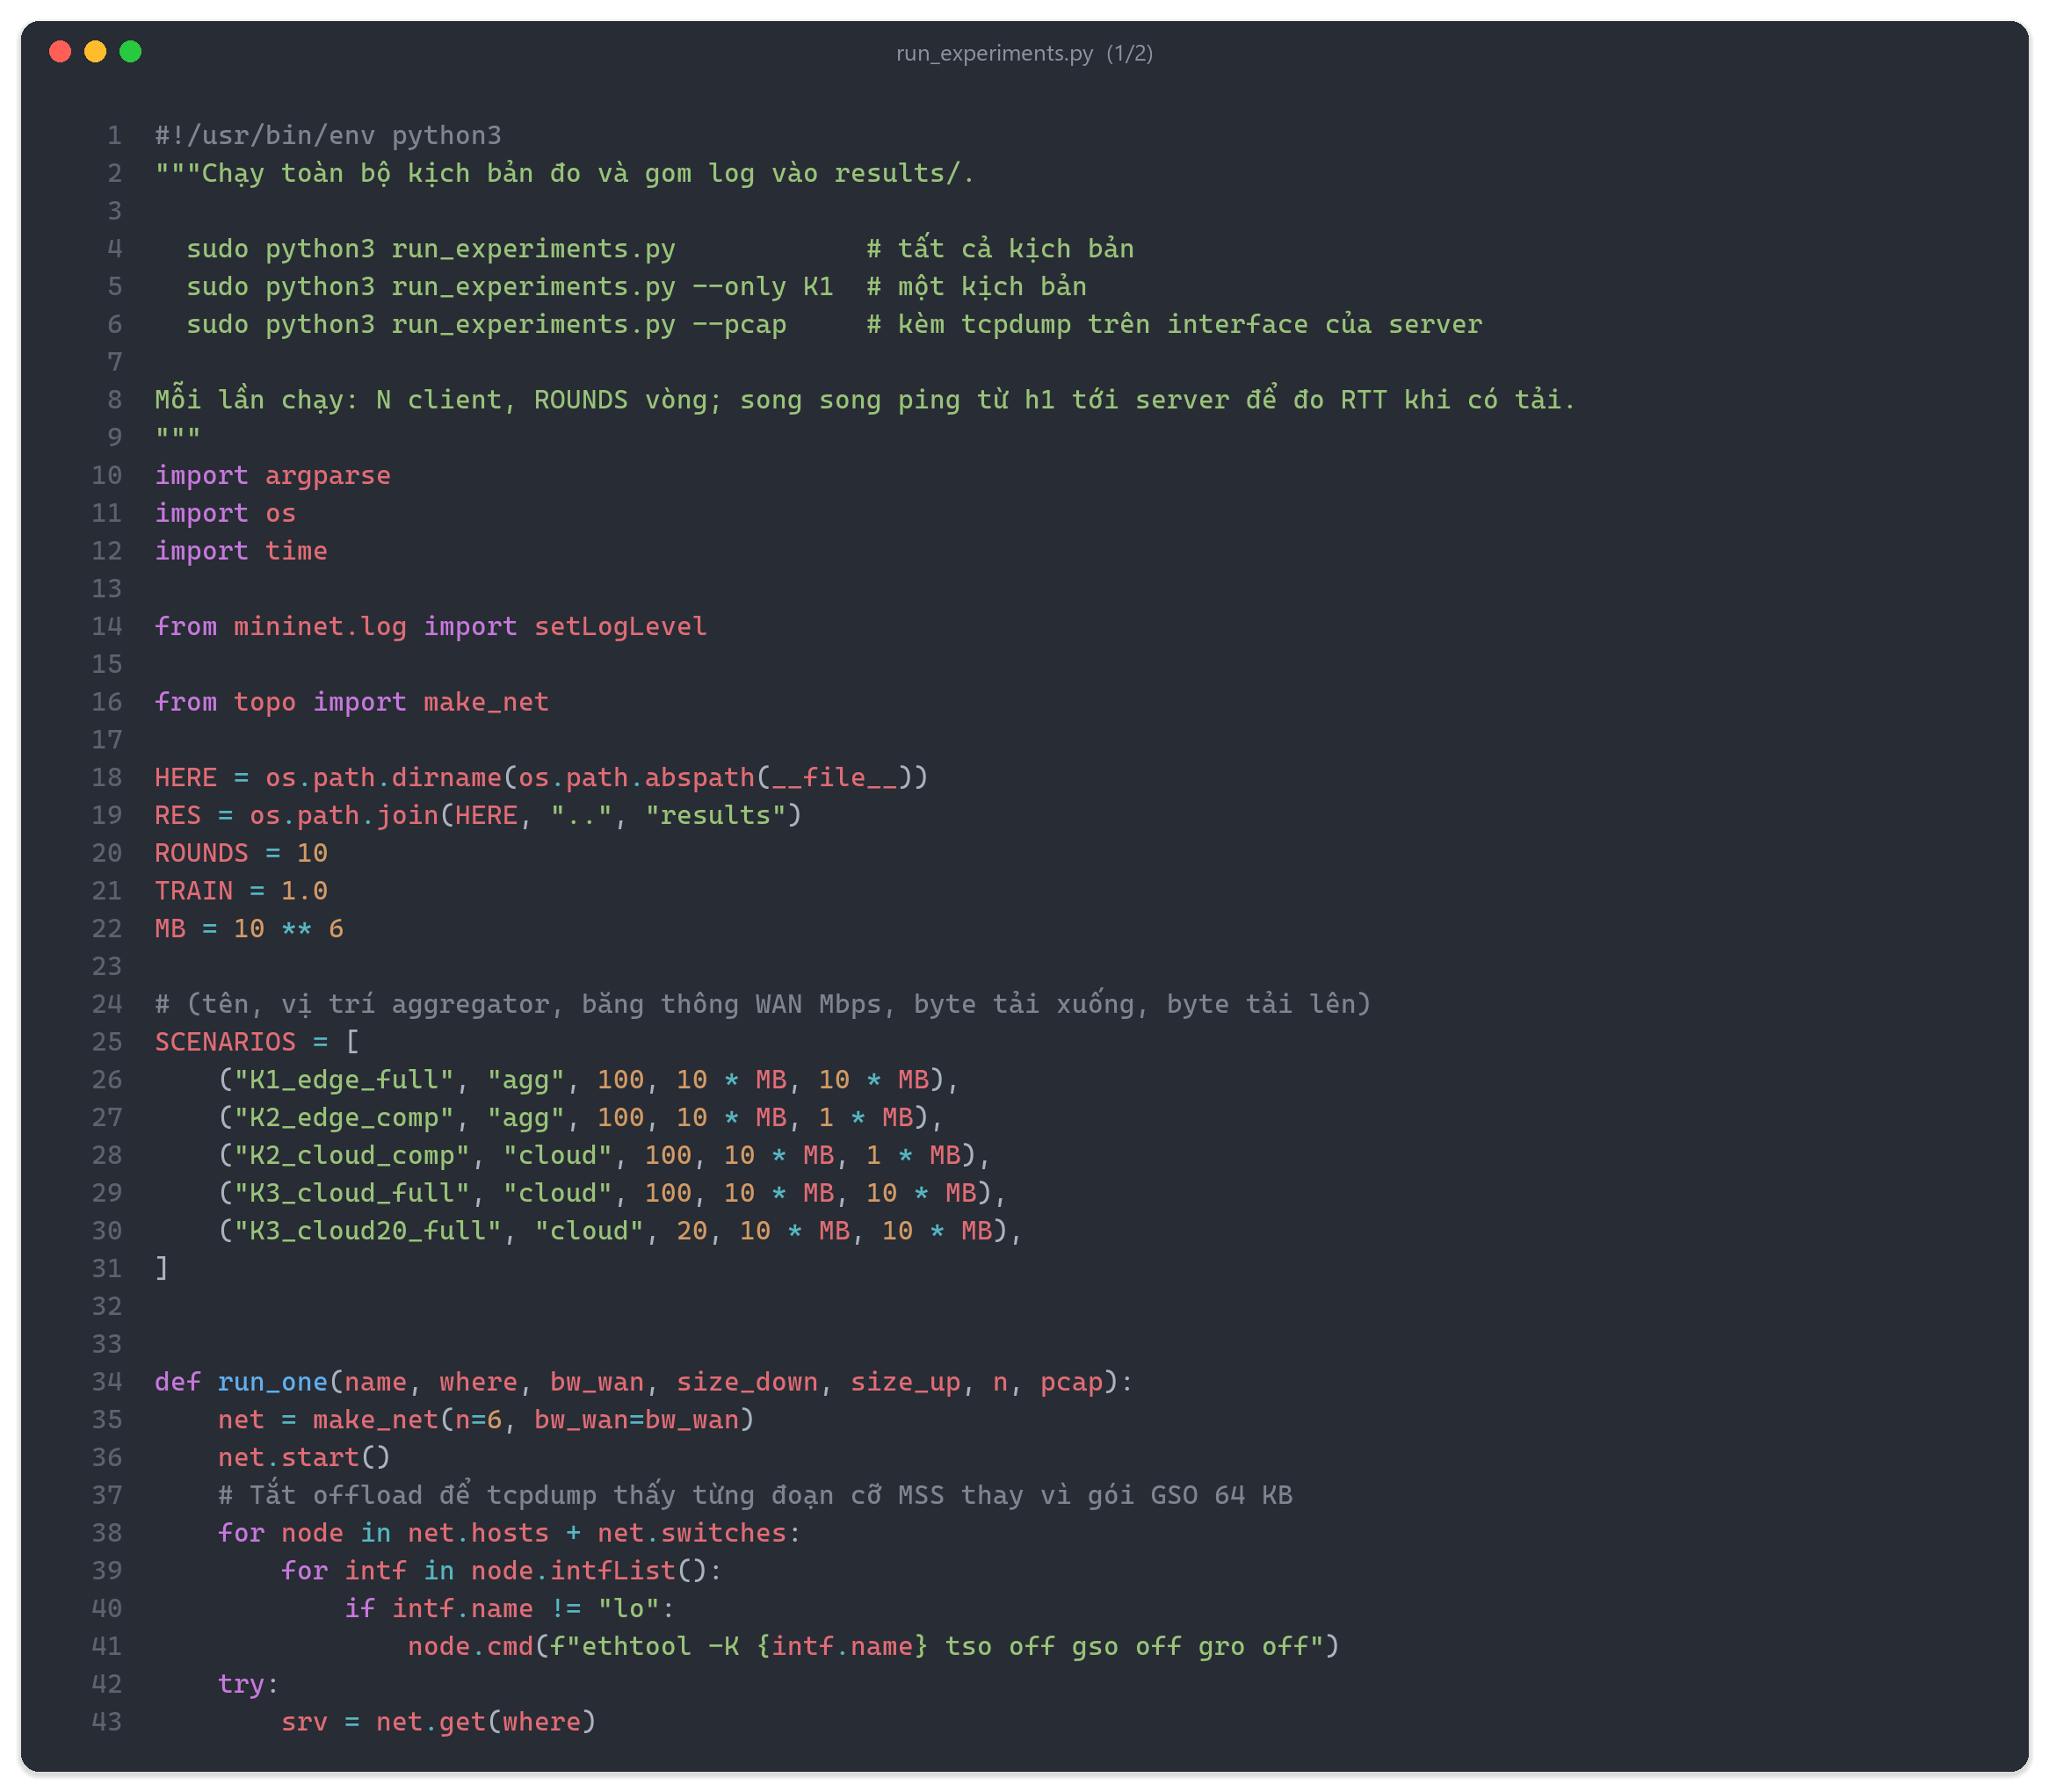 run_experiments.py (1/2)
1 #!/usr/bin/env python3
2 """Chạy toàn bộ kịch bản đo và gom log vào results/.
3
4   sudo python3 run_experiments.py            # tất cả kịch bản
5   sudo python3 run_experiments.py --only K1  # một kịch bản
6   sudo python3 run_experiments.py --pcap     # kèm tcpdump trên interface của server
7
8 Mỗi lần chạy: N client, ROUNDS vòng; song song ping từ h1 tới server để đo RTT khi có tải.
9 """
10 import argparse
11 import os
12 import time
13
14 from mininet.log import setLogLevel
15
16 from topo import make_net
17
18 HERE = os.path.dirname(os.path.abspath(__file__))
19 RES = os.path.join(HERE, "..", "results")
20 ROUNDS = 10
21 TRAIN = 1.0
22 MB = 10 ** 6
23
24 # (tên, vị trí aggregator, băng thông WAN Mbps, byte tải xuống, byte tải lên)
25 SCENARIOS = [
26     ("K1_edge_full", "agg", 100, 10 * MB, 10 * MB),
27     ("K2_edge_comp", "agg", 100, 10 * MB, 1 * MB),
28     ("K2_cloud_comp", "cloud", 100, 10 * MB, 1 * MB),
29     ("K3_cloud_full", "cloud", 100, 10 * MB, 10 * MB),
30     ("K3_cloud20_full", "cloud", 20, 10 * MB, 10 * MB),
31 ]
32
33
34 def run_one(name, where, bw_wan, size_down, size_up, n, pcap):
35     net = make_net(n=6, bw_wan=bw_wan)
36     net.start()
37     # Tắt offload để tcpdump thấy từng đoạn cỡ MSS thay vì gói GSO 64 KB
38     for node in net.hosts + net.switches:
39         for intf in node.intfList():
40             if intf.name != "lo":
41                 node.cmd(f"ethtool -K {intf.name} tso off gso off gro off")
42     try:
43         srv = net.get(where)